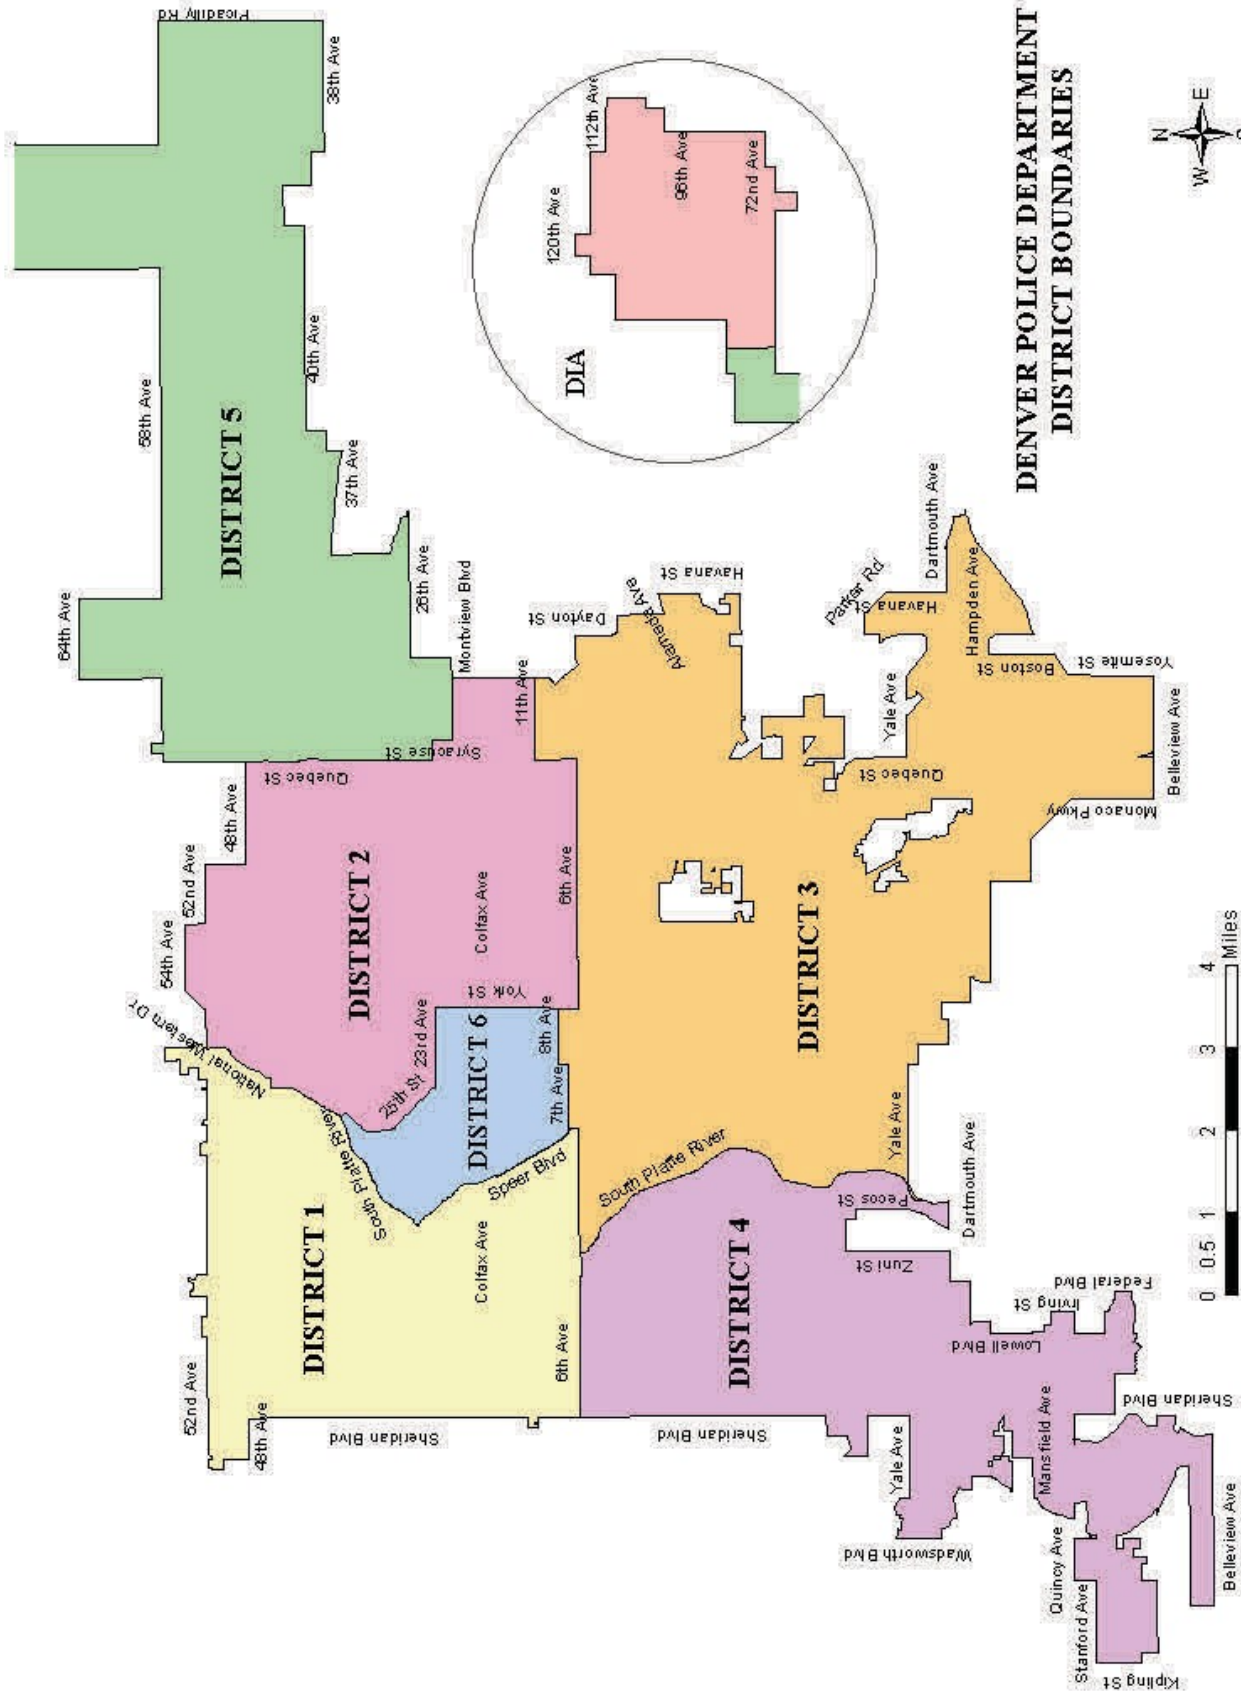 Picadilly Rd
38th Ave
58th Ave
40th Ave
DISTRICT 5
37th Ave
64th Ave
26th Ave
Montview Blvd
Syracuse St
Quebec St
48th Ave
52nd Ave
54th Ave
DISTRICT 2
Colfax Ave
11th Ave
6th Ave
York St
23rd Ave
25th St
DISTRICT 6
8th Ave
7th Ave
Speer Blvd
National Western Dr
South Platte River
DISTRICT 1
Colfax Ave
6th Ave
52nd Ave
48th Ave
Sheridan Blvd
Dayton St
Alameda Ave
Havana St
Parker Rd
Havana St
Dartmouth Ave
Hampden Ave
Boston St
Yosemite St
Yale Ave
Quebec St
Belleview Ave
Monaco Pkwy
DISTRICT 3
Yale Ave
South Platte River
Pecos St
Dartmouth Ave
DISTRICT 4
Zuni St
Federal Blvd
Irving St
Lowell Blvd
Sheridan Blvd
Sheridan Blvd
Mansfield Ave
Yale Ave
Wadsworth Blvd
Quincy Ave
Stanford Ave
Kipling St
Belleview Ave
DIA
120th Ave
112th Ave
96th Ave
72nd Ave
DENVER POLICE DEPARTMENT
DISTRICT BOUNDARIES
N
W
E
S
0 0.5 1 2 3 4
Miles